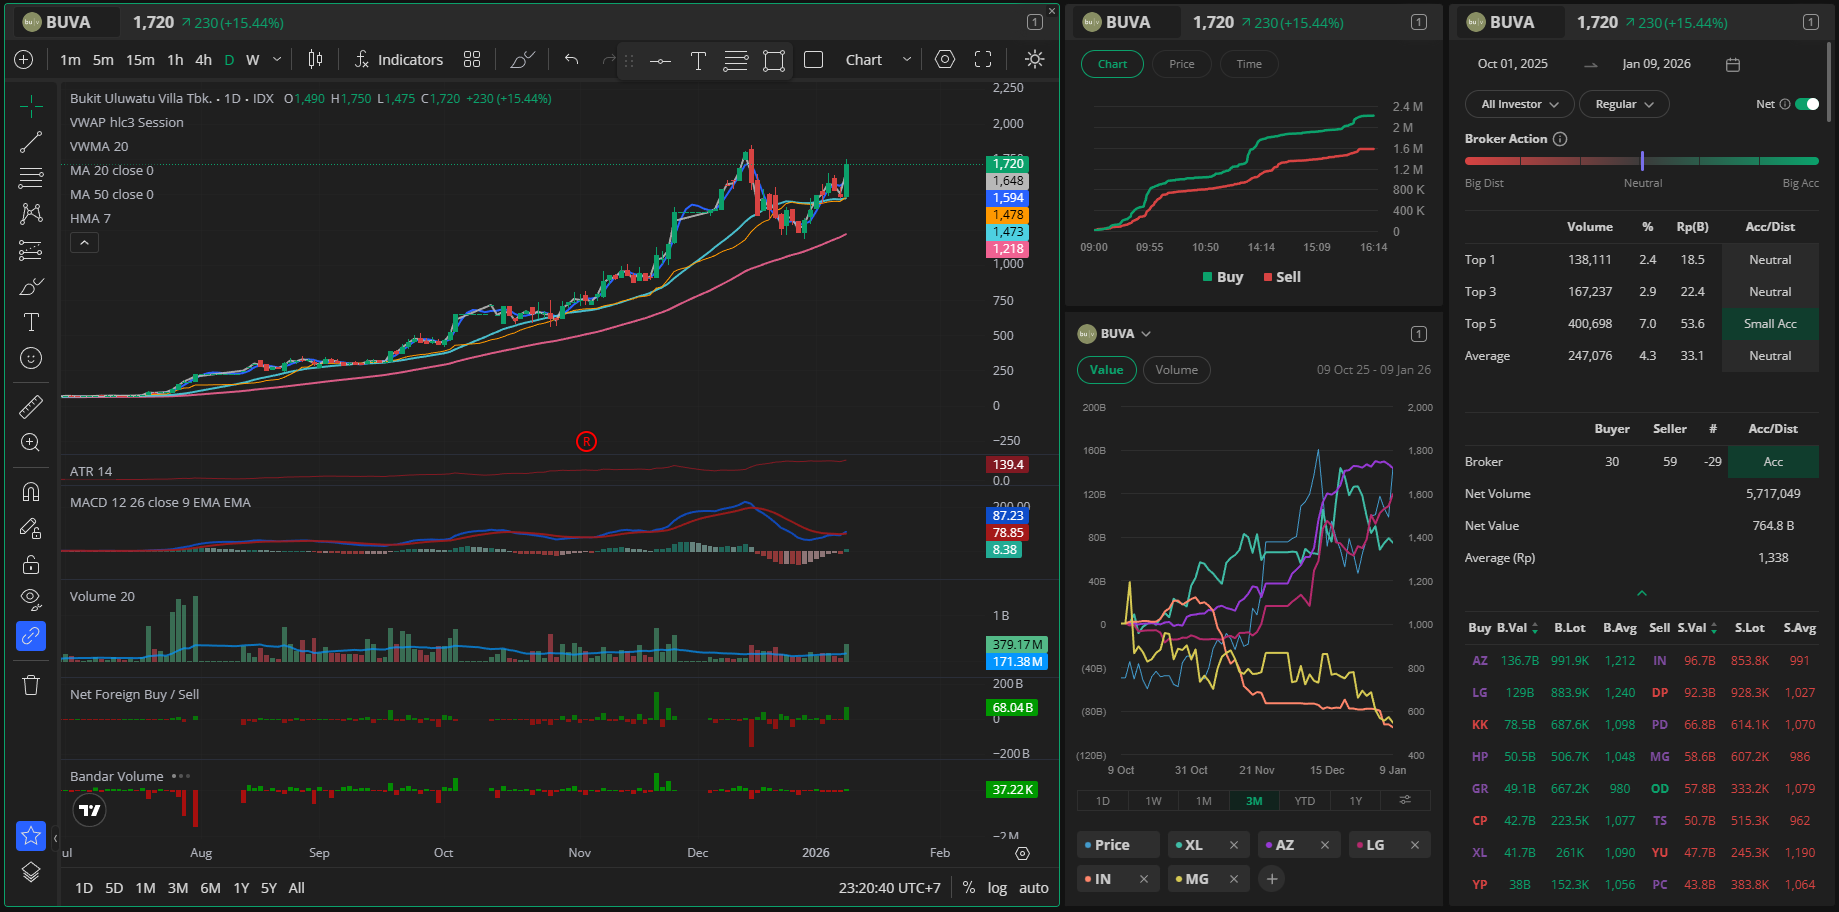 BUVA 1,720 ↗ 230 (+15.44%) 1
1m 5m 15m 1h 4h D W Indicators T Chart
Bukit Uluwatu Villa Tbk. · 1D · IDX O1,490 H1,750 L1,475 C1,720 +230 (+15.44%)
VWAP hlc3 Session
VWMA 20
MA 20 close 0
MA 50 close 0
HMA 7
2,250
2,000
1,720
1,648
1,594
1,478
1,473
1,218
1,000
750
500
250
0
−250
R
ATR 14
139.4
0.0
MACD 12 26 close 9 EMA EMA
200.00
87.23
78.85
8.38
Volume 20
1 B
379.17 M
171.38 M
Net Foreign Buy / Sell
200 B
68.04 B
0
−200 B
Bandar Volume
37.22 K
−2 M
ul Aug Sep Oct Nov Dec 2026 Feb
1D 5D 1M 3M 6M 1Y 5Y All 23:20:40 UTC+7 % log auto
BUVA 1,720 ↗ 230 (+15.44%) 1
Chart Price Time
2.4 M
2 M
1.6 M
1.2 M
800 K
400 K
0
09:00 09:55 10:50 14:14 15:09 16:14
Buy Sell
BUVA 1
Value Volume 09 Oct 25 - 09 Jan 26
200B 2,000
160B 1,800
120B 1,600
80B 1,400
40B 1,200
0 1,000
(40B) 800
(80B) 600
(120B) 400
9 Oct 31 Oct 21 Nov 15 Dec 9 Jan
1D 1W 1M 3M YTD 1Y
Price XL × AZ × LG ×
IN × MG × +
BUVA 1,720 ↗ 230 (+15.44%) 1
Oct 01, 2025 → Jan 09, 2026
All Investor Regular Net
Broker Action
Big Dist Neutral Big Acc
Volume % Rp(B) Acc/Dist
Top 1 138,111 2.4 18.5 Neutral
Top 3 167,237 2.9 22.4 Neutral
Top 5 400,698 7.0 53.6 Small Acc
Average 247,076 4.3 33.1 Neutral
Buyer Seller # Acc/Dist
Broker 30 59 -29 Acc
Net Volume 5,717,049
Net Value 764.8 B
Average (Rp) 1,338
Buy B.Val B.Lot B.Avg Sell S.Val S.Lot S.Avg
AZ 136.7B 991.9K 1,212 IN 96.7B 853.8K 991
LG 129B 883.9K 1,240 DP 92.3B 928.3K 1,027
KK 78.5B 687.6K 1,098 PD 66.8B 614.1K 1,070
HP 50.5B 506.7K 1,048 MG 58.6B 607.2K 986
GR 49.1B 667.2K 980 OD 57.8B 333.2K 1,079
CP 42.7B 223.5K 1,077 TS 50.7B 515.3K 962
XL 41.7B 261K 1,090 YU 47.7B 245.3K 1,190
YP 38B 152.3K 1,056 PC 43.8B 383.8K 1,064